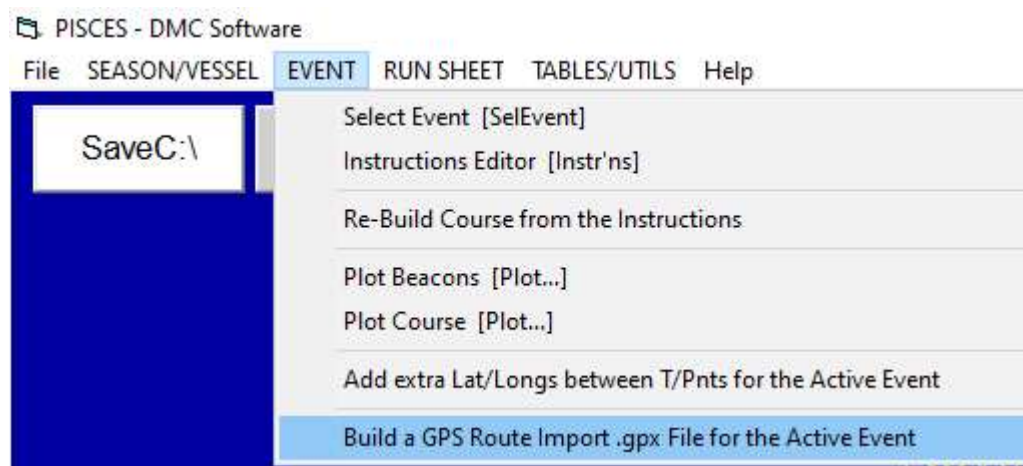 PISCES - DMC Software
File SEASON/VESSEL EVENT RUN SHEET TABLES/UTILS Help
SaveC:\
Select Event [SelEvent]
Instructions Editor [Instr'ns]
Re-Build Course from the Instructions
Plot Beacons [Plot...]
Plot Course [Plot...]
Add extra Lat/Longs between T/Pnts for the Active Event
Build a GPS Route Import .gpx File for the Active Event